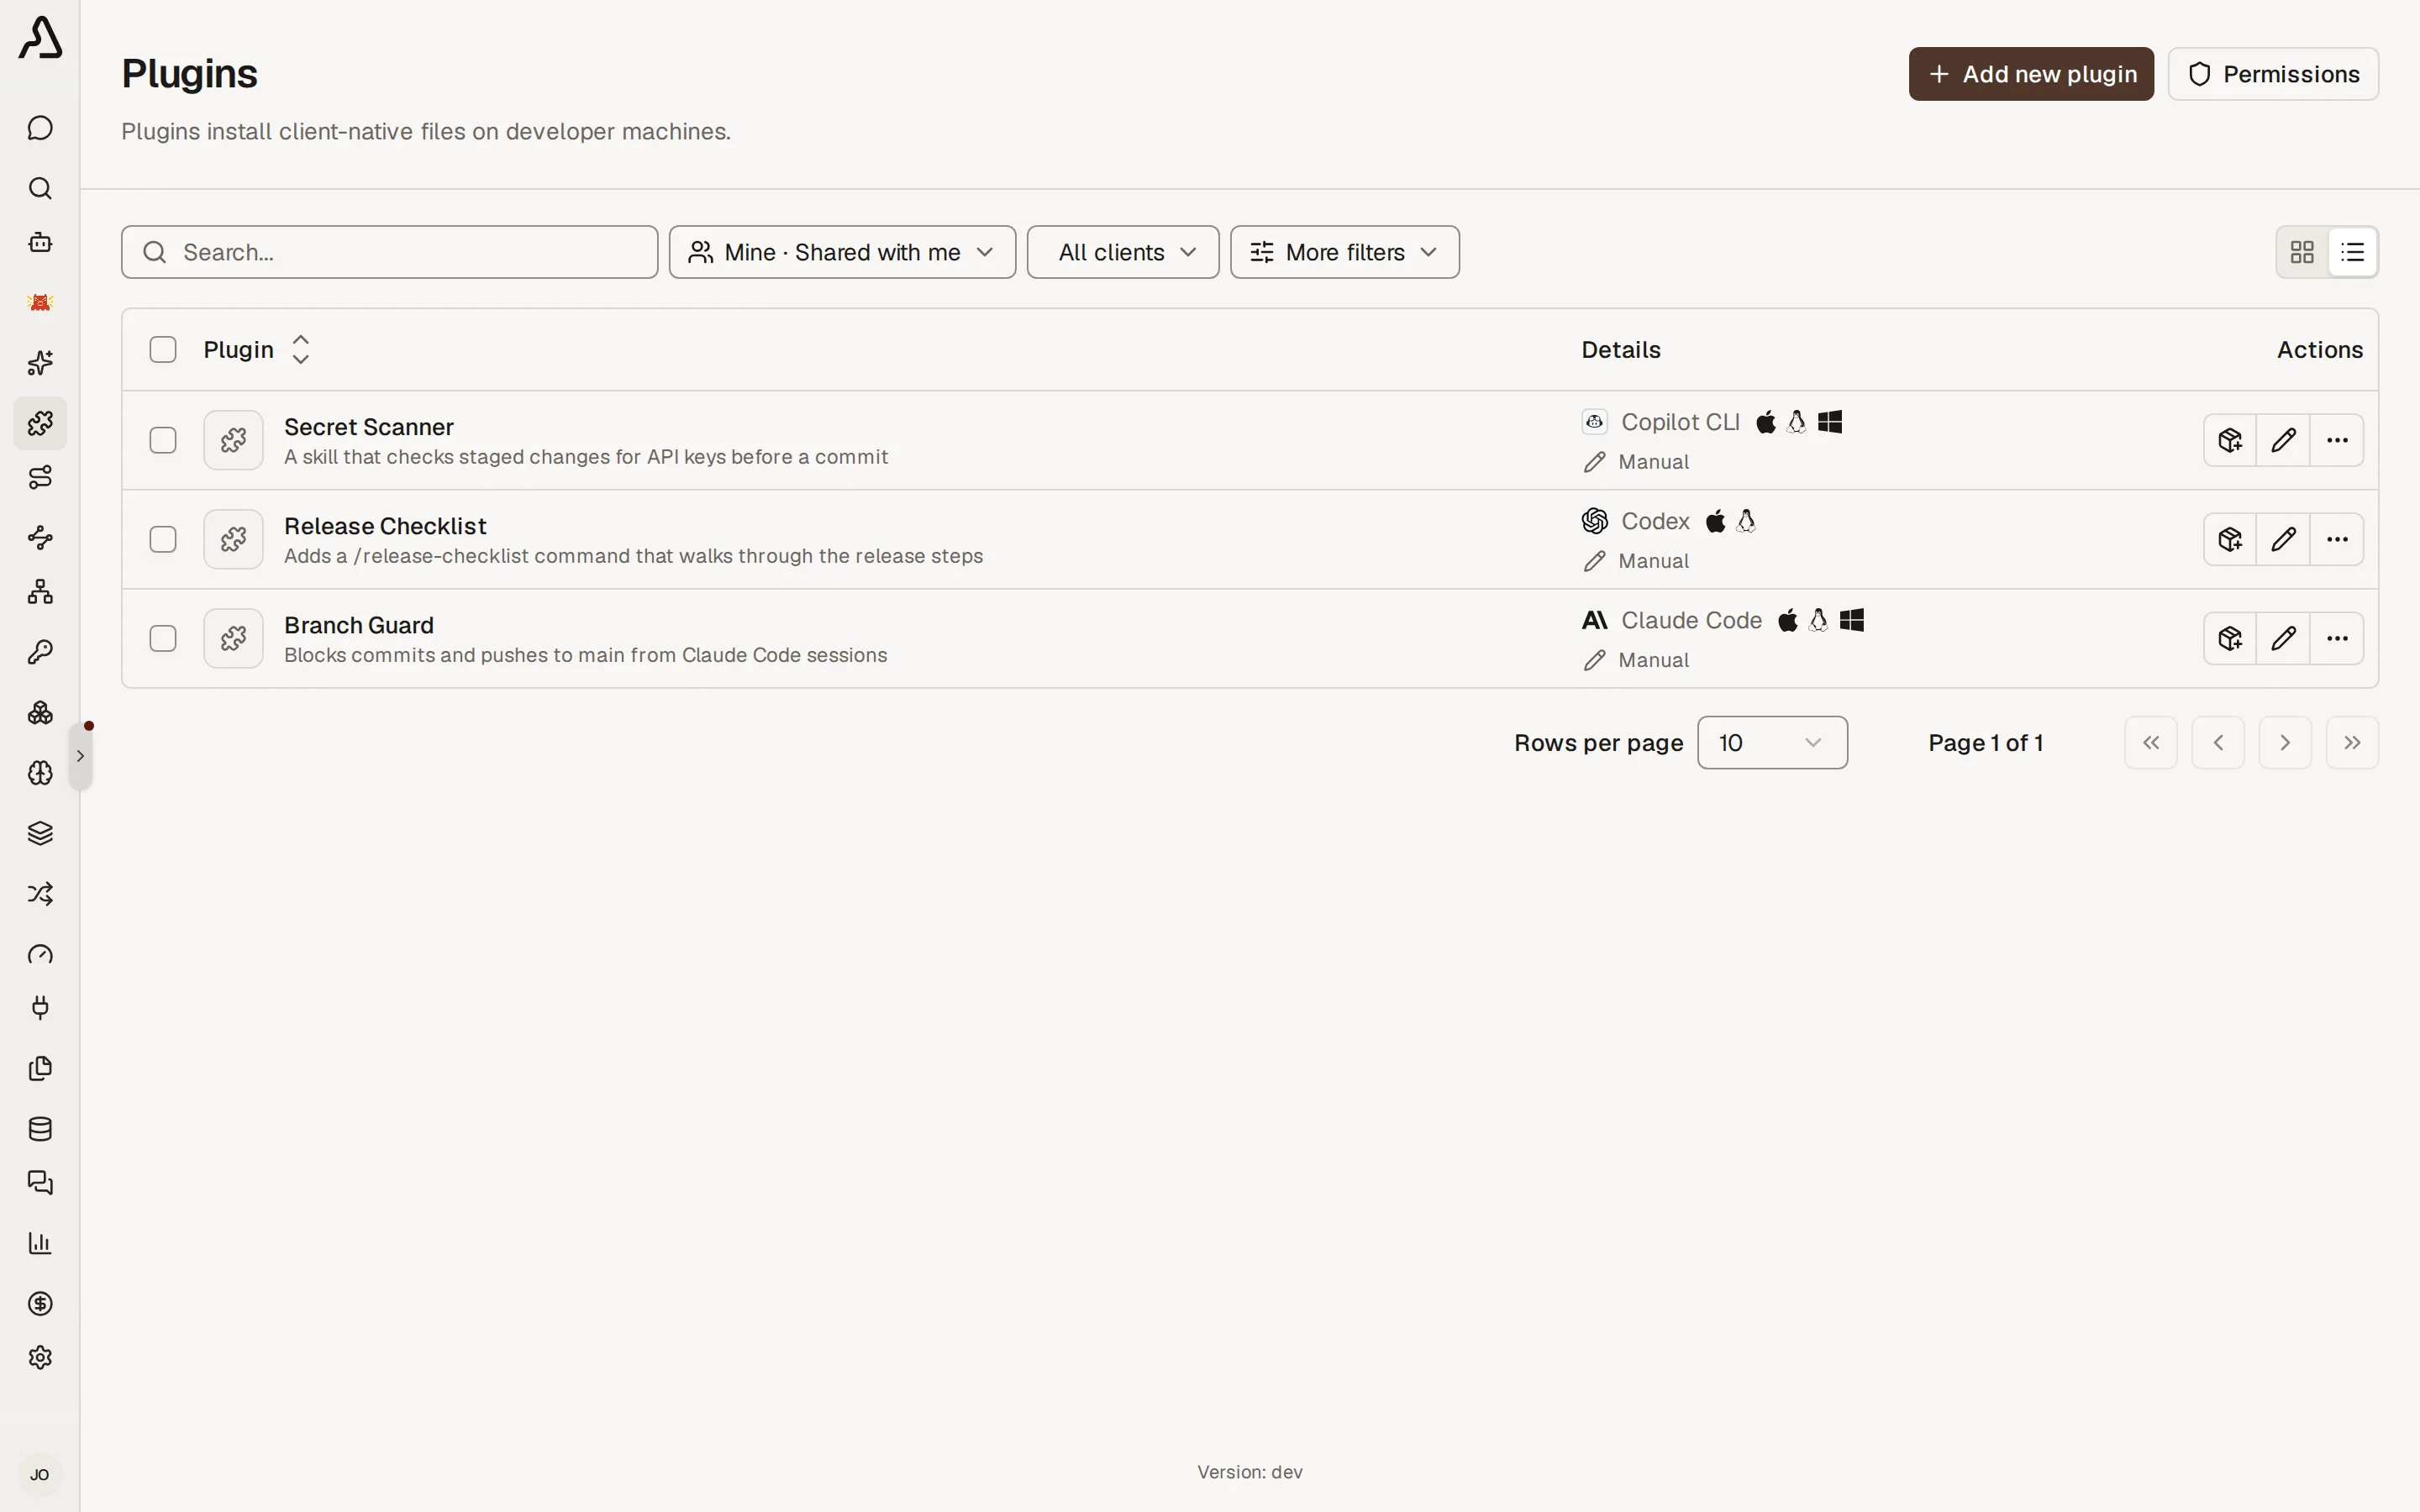 Plugins
Add new plugin
Permissions
Plugins install client-native files on developer machines.
Search...
Mine · Shared with me
All clients
More filters
Plugin
Details
Actions
Secret Scanner
A skill that checks staged changes for API keys before a commit
Copilot CLI
Manual
Release Checklist
Adds a /release-checklist command that walks through the release steps
Codex
Manual
Branch Guard
Blocks commits and pushes to main from Claude Code sessions
Claude Code
Manual
Rows per page
10
Page 1 of 1
JO
Version: dev